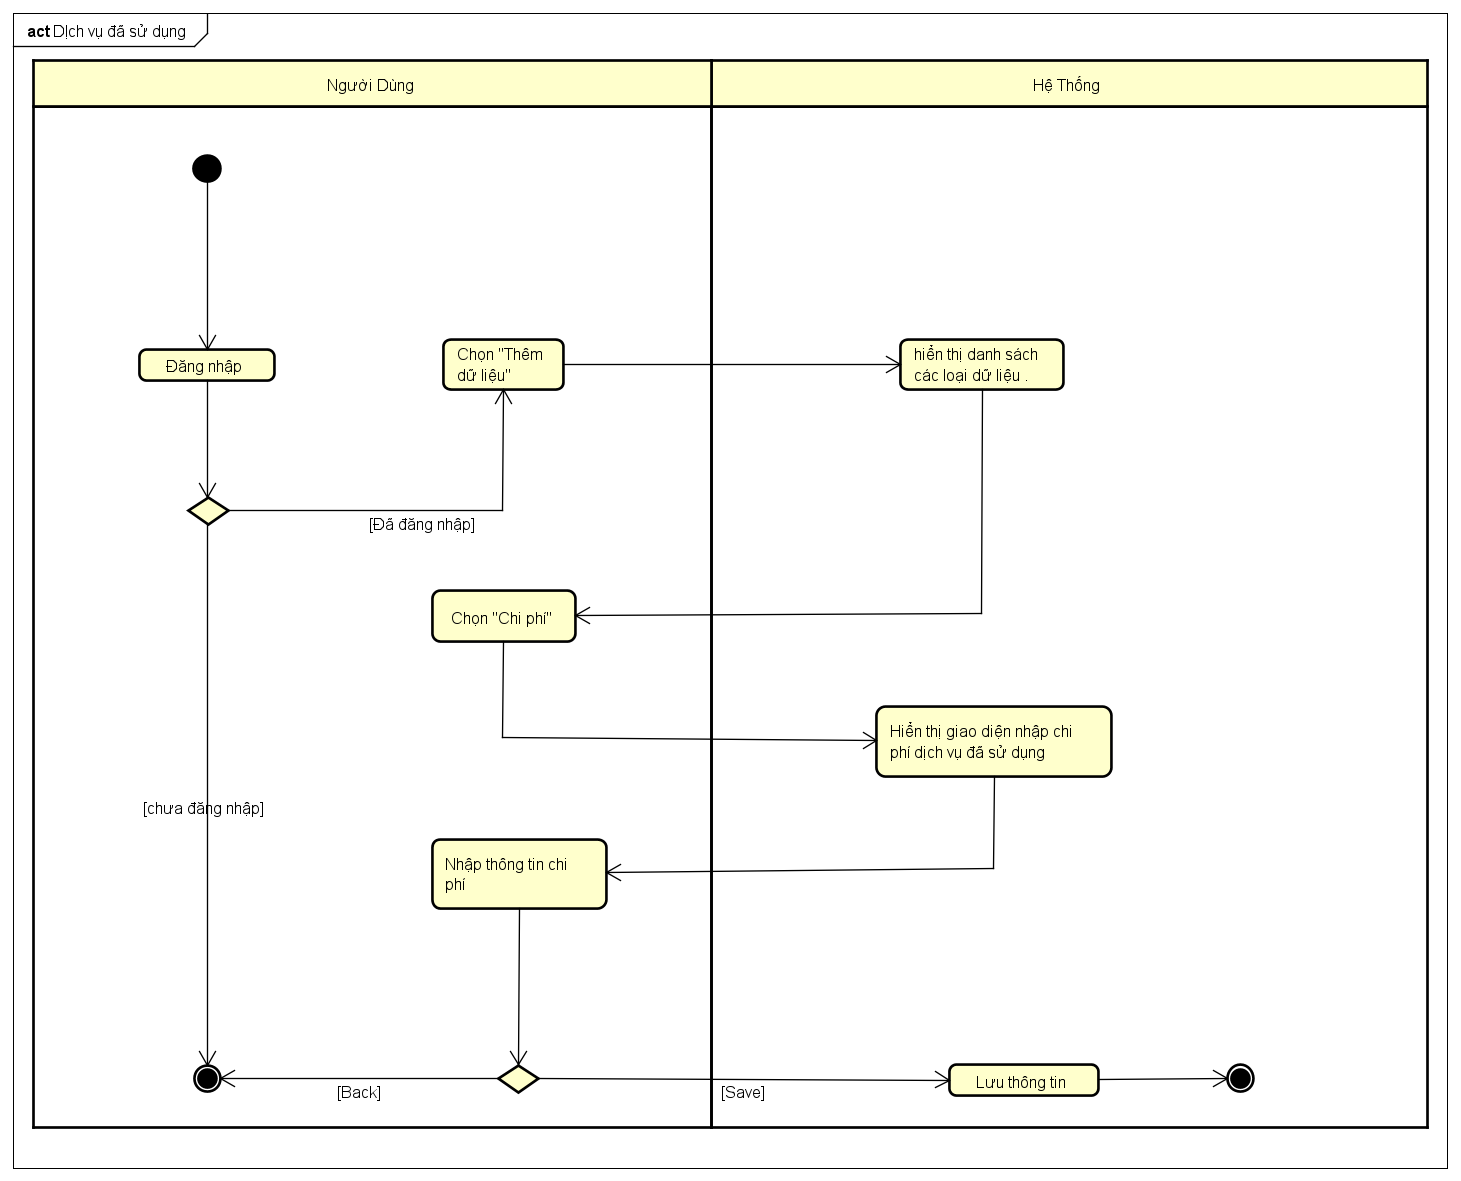 act Dịch vụ đã sử dụng
Người Dùng
Hệ Thống
Đăng nhập
Chọn "Thêm
dữ liệu"
hiển thị danh sách
các loại dữ liệu .
[Đã đăng nhập]
Chọn "Chi phí"
Hiển thị giao diện nhập chi
phí dịch vụ đã sử dụng
[chưa đăng nhập]
Nhập thông tin chi
phí
[Back]
[Save]
Lưu thông tin